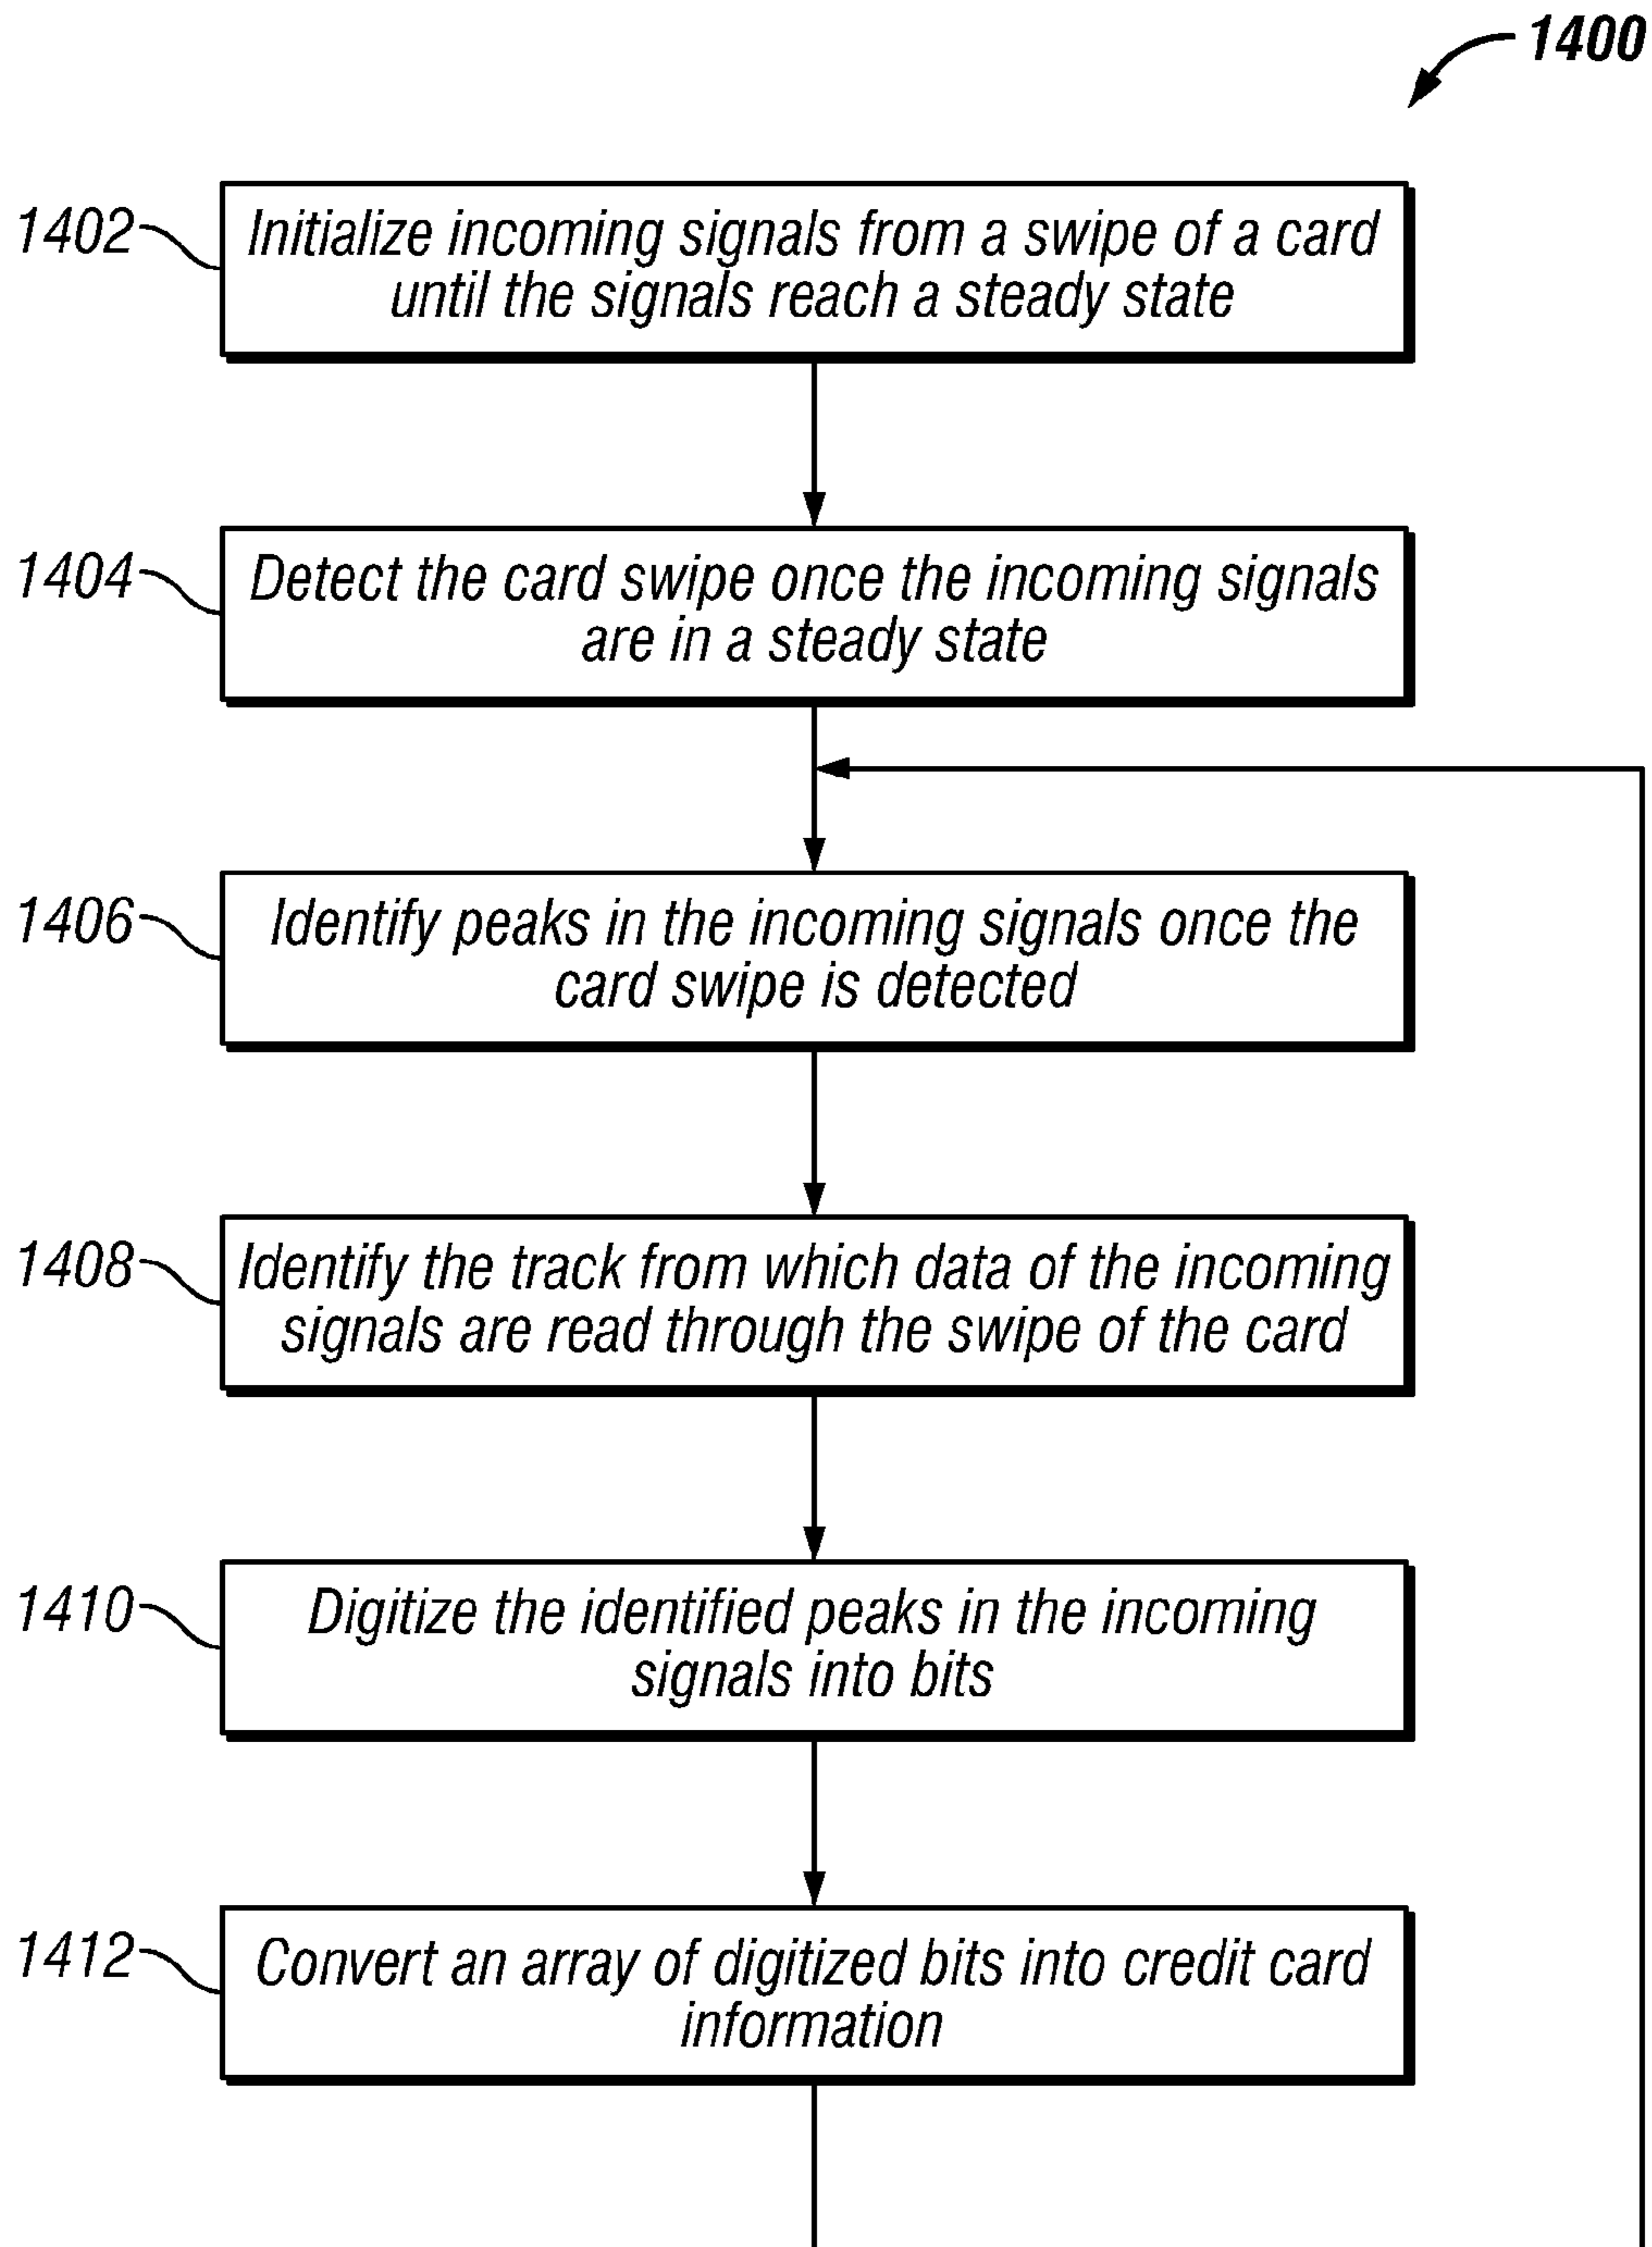 1400
1402
Initialize incoming signals from a swipe of a card
until the signals reach a steady state
1404
Detect the card swipe once the incoming signals
are in a steady state
1406
Identify peaks in the incoming signals once the
card swipe is detected
1408
Identify the track from which data of the incoming
signals are read through the swipe of the card
1410
Digitize the identified peaks in the incoming
signals into bits
1412
Convert an array of digitized bits into credit card
information